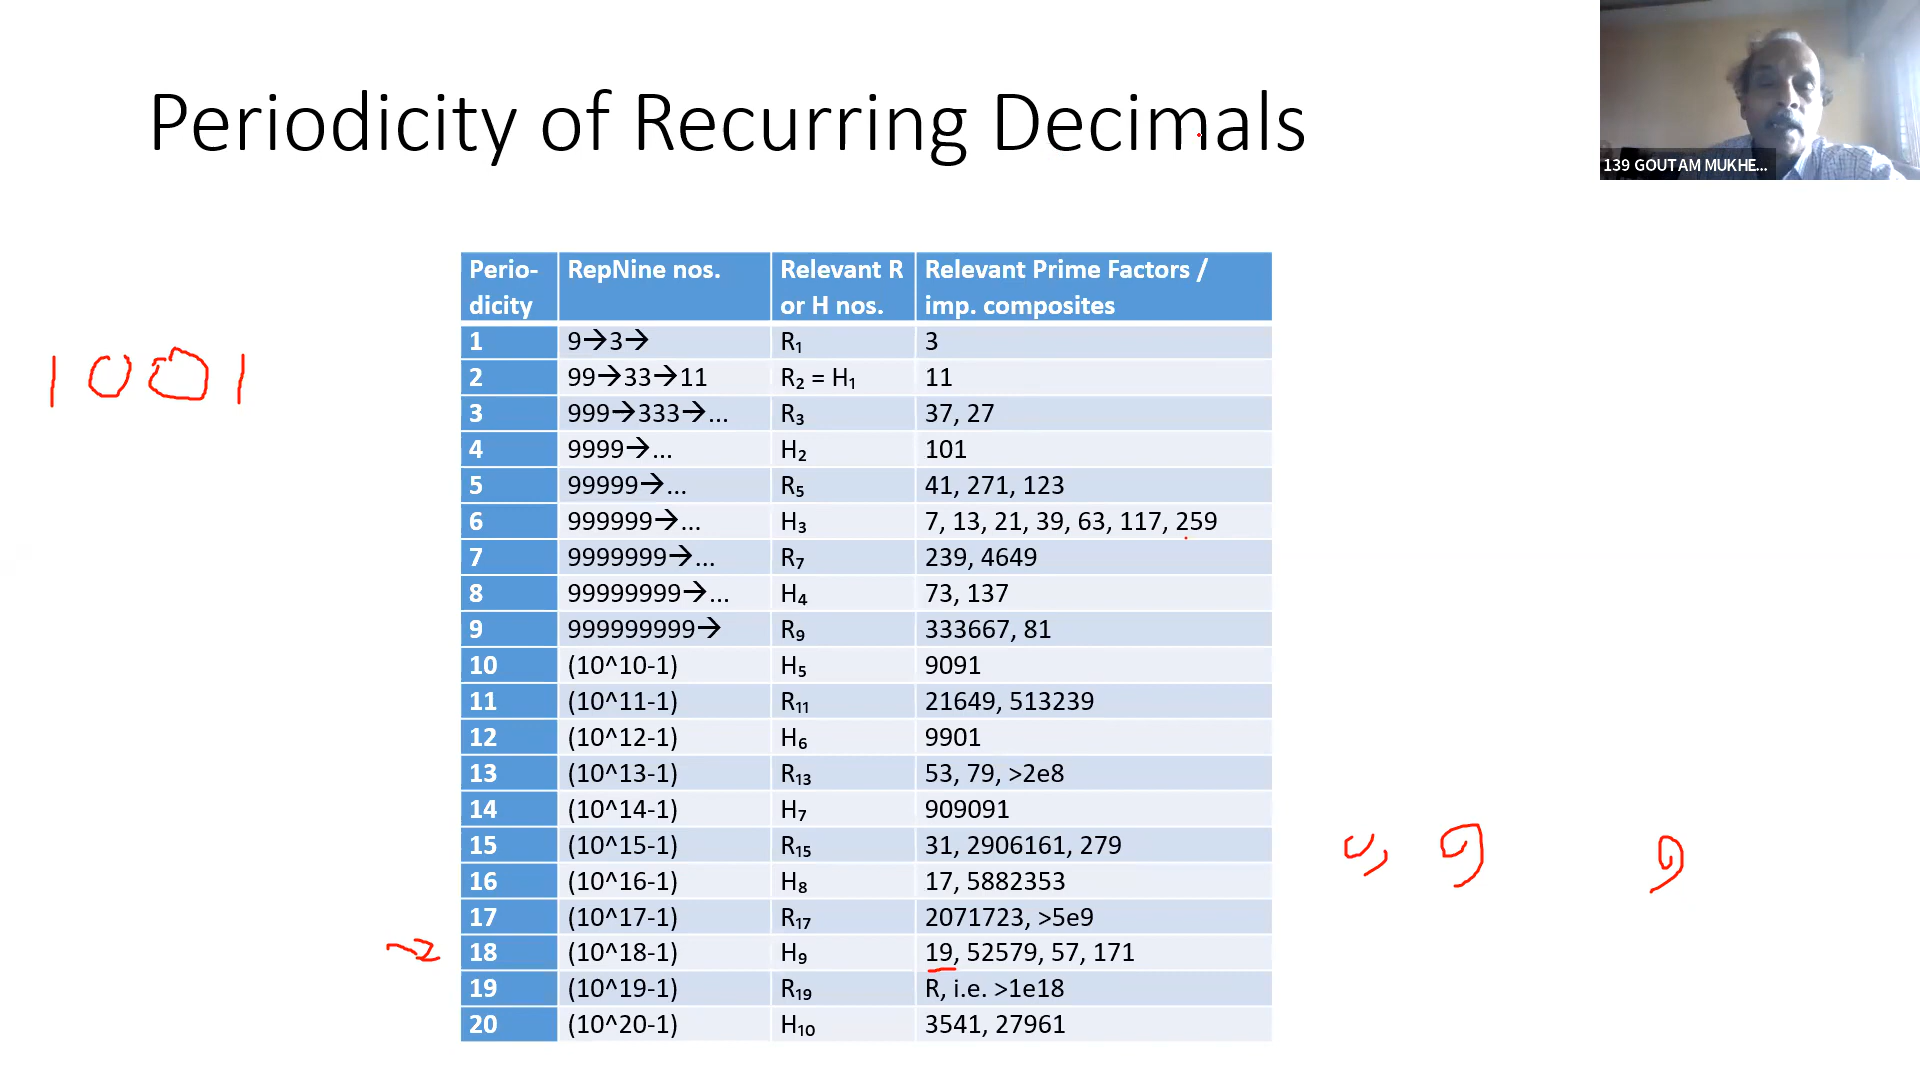 Periodicity of Recurring Decimals
139 GOUTAM MUKHE...
1001
Perio-dicity RepNine nos. Relevant R or H nos. Relevant Prime Factors / imp. composites
1 9→3→ R₁ 3
2 99→33→11 R₂ = H₁ 11
3 999→333→... R₃ 37, 27
4 9999→... H₂ 101
5 99999→... R₅ 41, 271, 123
6 999999→... H₃ 7, 13, 21, 39, 63, 117, 259
7 9999999→... R₇ 239, 4649
8 99999999→... H₄ 73, 137
9 999999999→ R₉ 333667, 81
10 (10^10-1) H₅ 9091
11 (10^11-1) R₁₁ 21649, 513239
12 (10^12-1) H₆ 9901
13 (10^13-1) R₁₃ 53, 79, >2e8
14 (10^14-1) H₇ 909091
15 (10^15-1) R₁₅ 31, 2906161, 279
16 (10^16-1) H₈ 17, 5882353
17 (10^17-1) R₁₇ 2071723, >5e9
18 (10^18-1) H₉ 19, 52579, 57, 171
19 (10^19-1) R₁₉ R, i.e. >1e18
20 (10^20-1) H₁₀ 3541, 27961